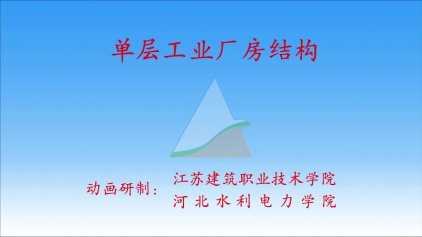 单层工业厂房结构
动画研制：江苏建筑职业技术学院
河北水利电力学院